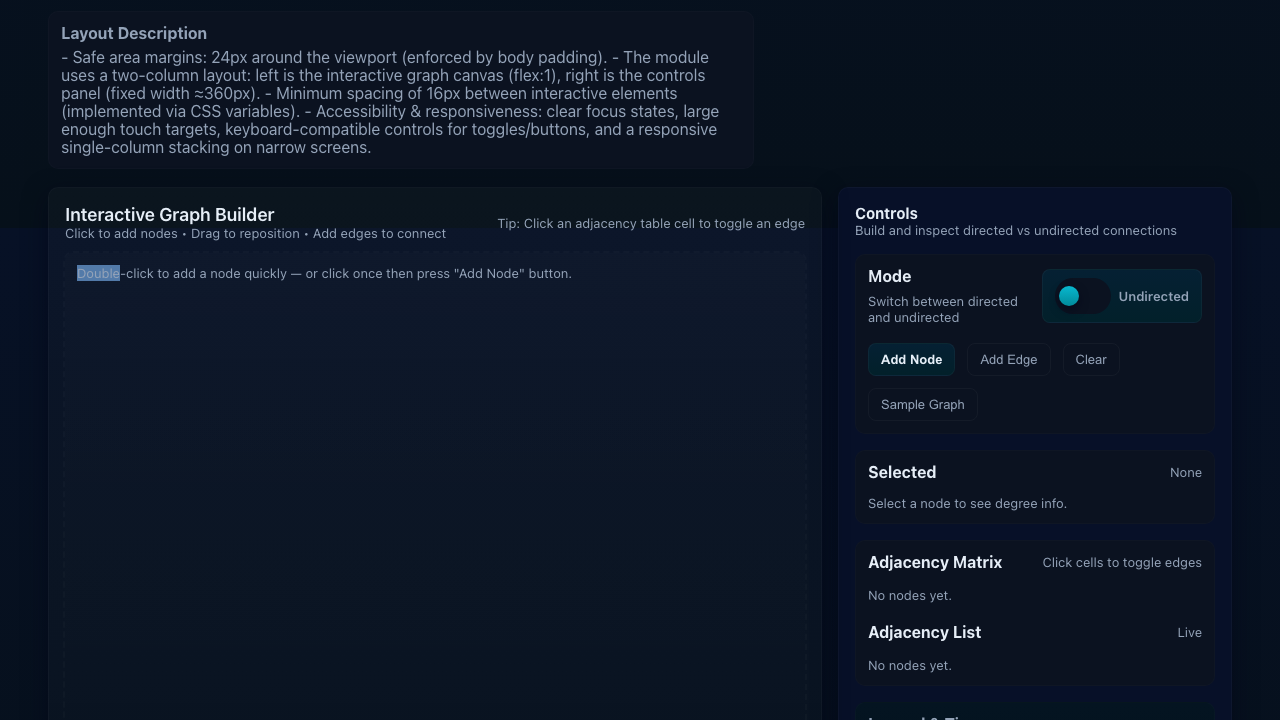 Layout Description
- Safe area margins: 24px around the viewport (enforced by body padding). - The module
uses a two-column layout: left is the interactive graph canvas (flex:1), right is the controls
panel (fixed width ≈360px). - Minimum spacing of 16px between interactive elements
(implemented via CSS variables). - Accessibility & responsiveness: clear focus states, large
enough touch targets, keyboard-compatible controls for toggles/buttons, and a responsive
single-column stacking on narrow screens.
Interactive Graph Builder
Click to add nodes • Drag to reposition • Add edges to connect
Tip: Click an adjacency table cell to toggle an edge
Double-click to add a node quickly — or click once then press "Add Node" button.
Controls
Build and inspect directed vs undirected connections
Mode
Switch between directed
and undirected
Undirected
Add Node
Add Edge
Clear
Sample Graph
Selected
None
Select a node to see degree info.
Adjacency Matrix
Click cells to toggle edges
No nodes yet.
Adjacency List
Live
No nodes yet.